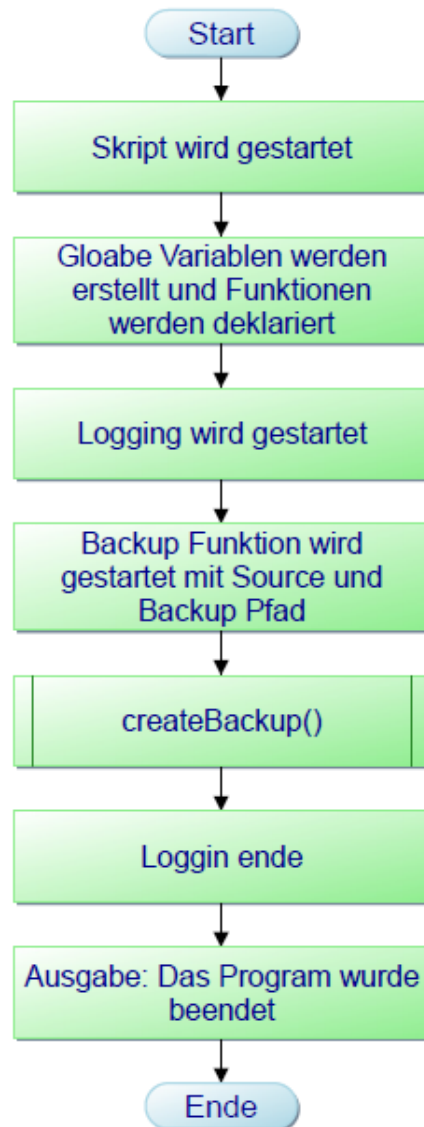 Start
Skript wird gestartet
Gloabe Variablen werden
erstellt und Funktionen
werden deklariert
Logging wird gestartet
Backup Funktion wird
gestartet mit Source und
Backup Pfad
createBackup()
Loggin ende
Ausgabe: Das Program wurde
beendet
Ende